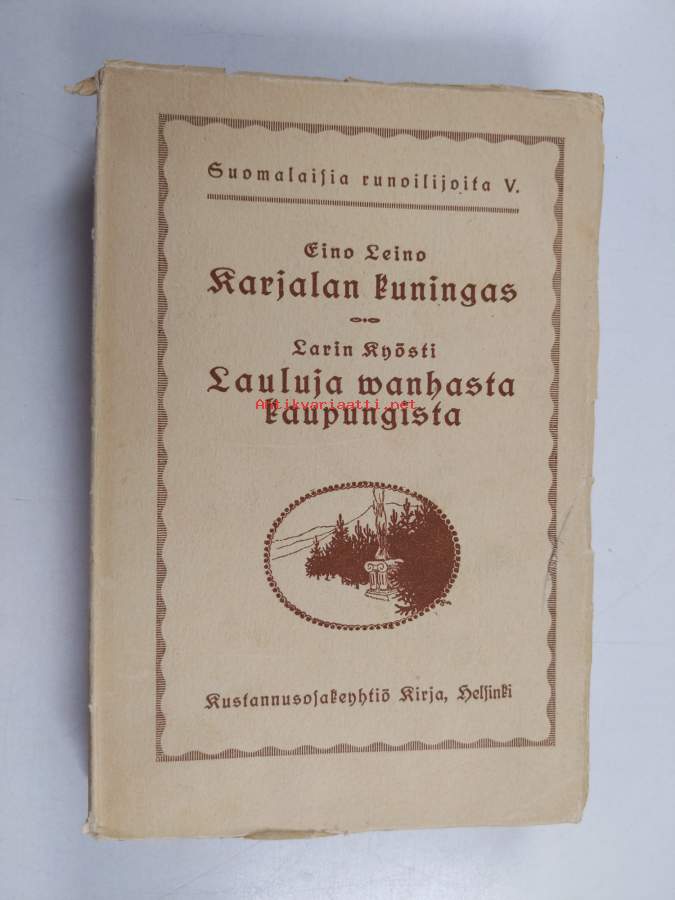 Suomalaisia runoilijoita V.
Eino Leino
Karjalan kuningas
Larin Kyösti
Lauluja wanhasta
Antikvariaatti.net
kaupungista
Kustannusosakeyhtiö Kirja, Helsinki